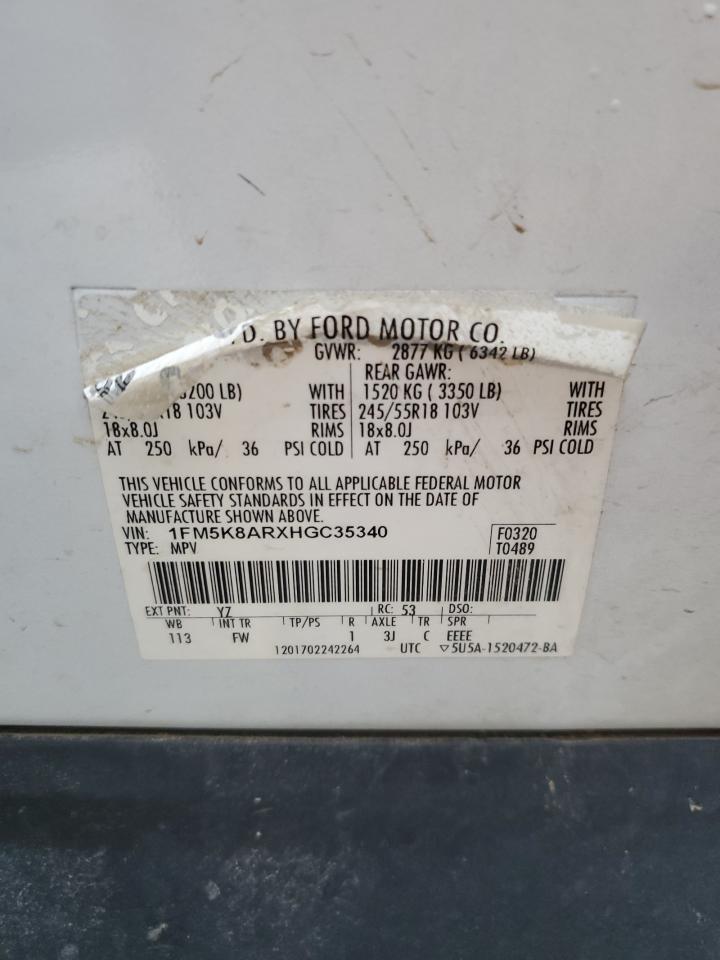 BY FORD MOTOR CO.
GVWR: 2877 KG ( 6342 LB)
REAR GAWR:
200 LB) WITH 1520 KG ( 3350 LB) WITH
R18 103V TIRES 245/55R18 103V TIRES
18x8.0J RIMS 18x8.0J RIMS
AT 250 kPa/ 36 PSI COLD AT 250 kPa/ 36 PSI COLD
THIS VEHICLE CONFORMS TO ALL APPLICABLE FEDERAL MOTOR
VEHICLE SAFETY STANDARDS IN EFFECT ON THE DATE OF
MANUFACTURE SHOWN ABOVE.
VIN: 1FM5K8ARXHGC35340 F0320
TYPE: MPV T0489
EXT PNT: YZ RC: 53 DSO:
WB INT TR TP/PS R AXLE TR SPR
113 FW 1 3J C EEEE
1201702242264 UTC ▽5U5A-1520472-BA